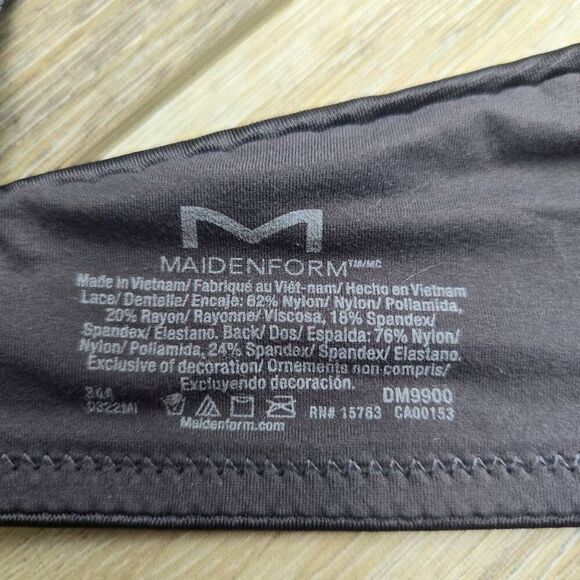 MAIDENFORM™/MC
Made in Vietnam/ Fabriqué au Viêt-nam/ Hecho en Vietnam
Lace/ Dentelle/ Encaje: 62% Nylon/ Nylon/ Poliamida,
20% Rayon/ Rayonne/ Viscosa, 18% Spandex/
Spandex/ Elastano. Back/ Dos/ Espalda: 76% Nylon/
Nylon/ Poliamida, 24% Spandex/ Spandex/ Elastano.
Exclusive of decoration/ Ornements non compris/
Excluyendo decoración.
DM9900
0322MI RN# 15763 CA00153
Maidenform.com